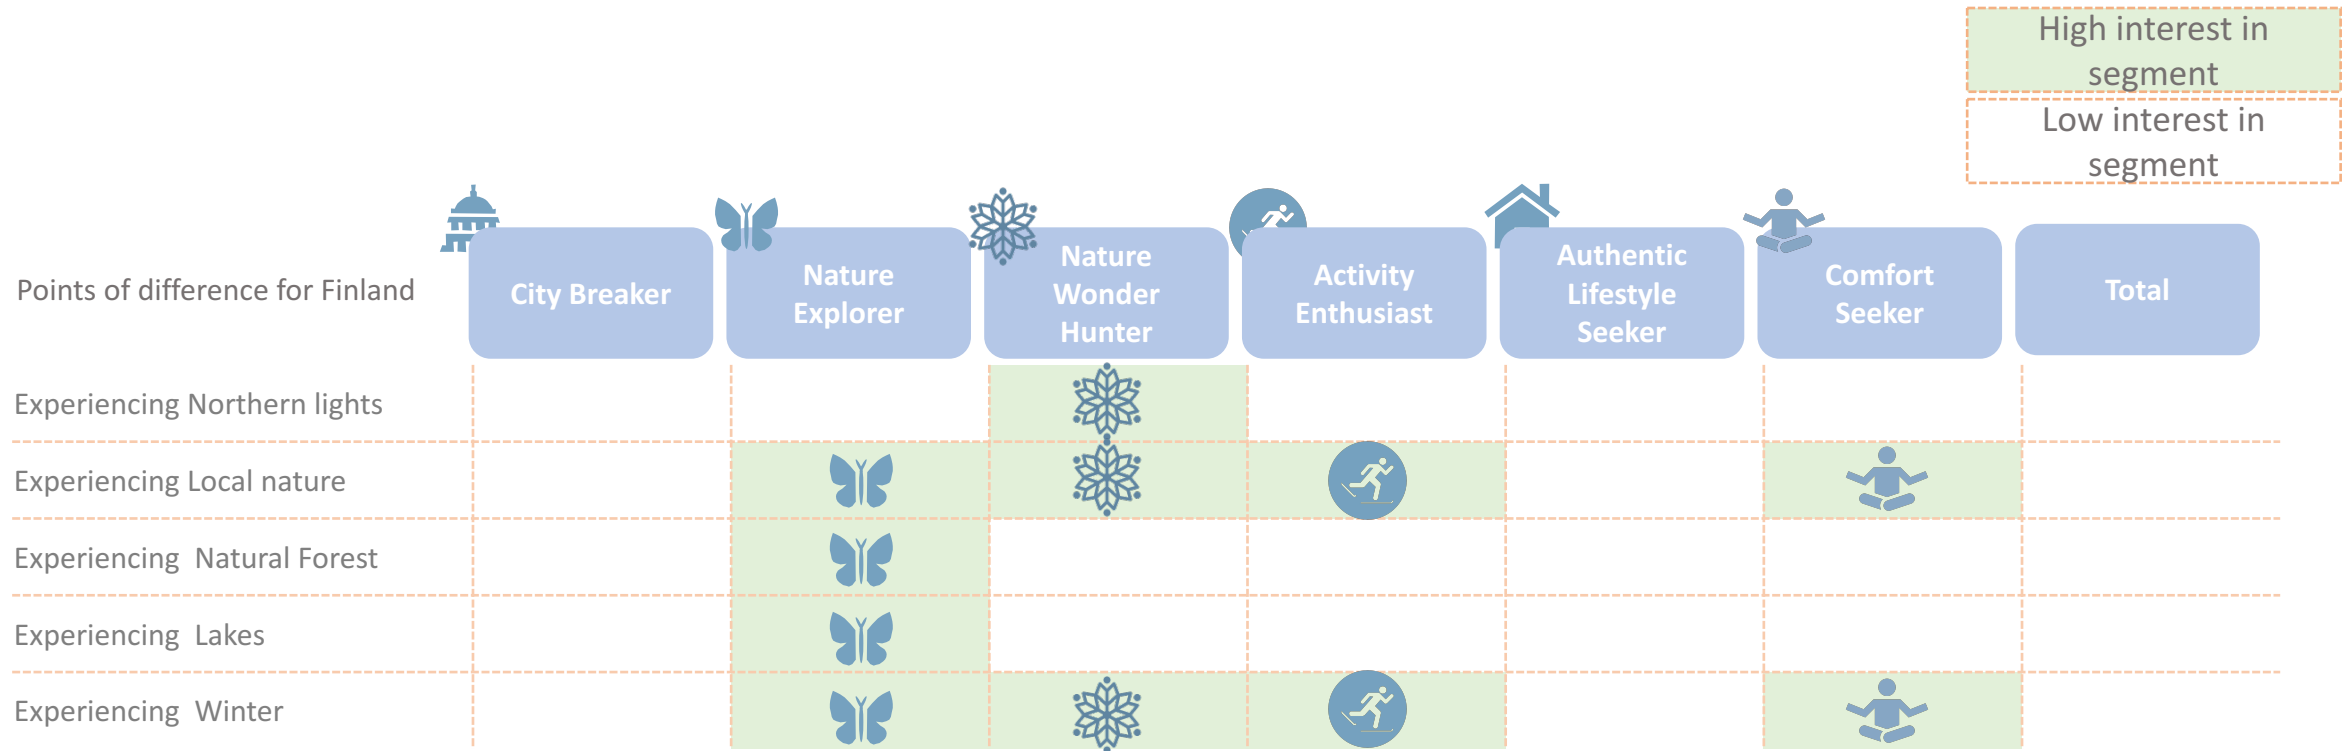 High interest in
segment
Low interest in
segment
Points of difference for Finland
City Breaker
Nature
Explorer
Nature
Wonder
Hunter
Activity
Enthusiast
Authentic
Lifestyle
Seeker
Comfort
Seeker
Total
Experiencing Northern lights
Experiencing Local nature
Experiencing  Natural Forest
Experiencing  Lakes
Experiencing  Winter